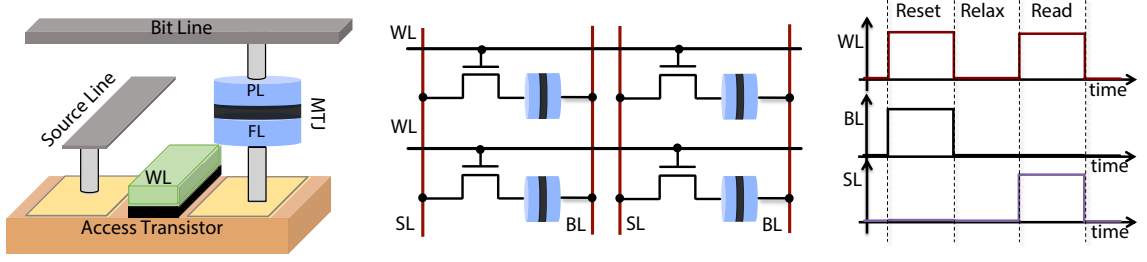 Bit Line
Source Line
PL
FL
MTJ
WL
Access Transistor
WL
WL
SL
BL
SL
BL
Reset Relax Read
WL
time
BL
time
SL
time